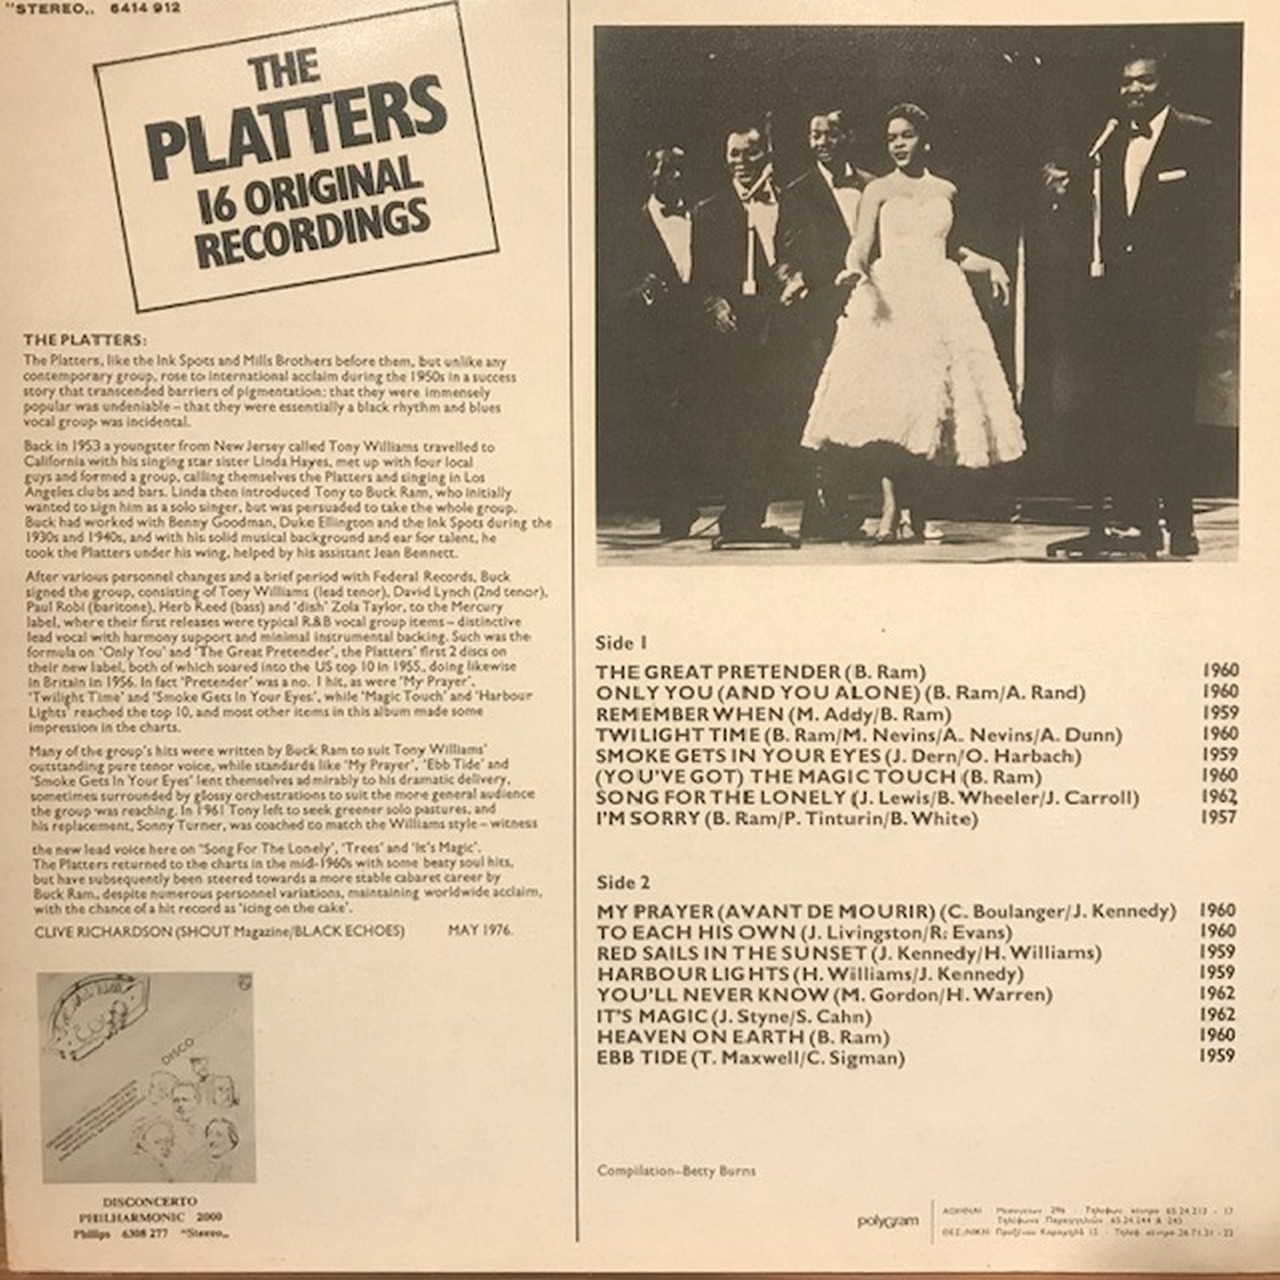 "STEREO„ 6414 912
THE
PLATTERS
16 ORIGINAL
RECORDINGS
THE PLATTERS:
The Platters, like the Ink Spots and Mills Brothers before them, but unlike any
contemporary group, rose to international acclaim during the 1950s in a success
story that transcended barriers of pigmentation; that they were immensely
popular was undeniable – that they were essentially a black rhythm and blues
vocal group was incidental.
Back in 1953 a youngster from New Jersey called Tony Williams travelled to
California with his singing star sister Linda Hayes, met up with four local
guys and formed a group, calling themselves the Platters and singing in Los
Angeles clubs and bars. Linda then introduced Tony to Buck Ram, who initially
wanted to sign him as a solo singer, but was persuaded to take the whole group.
Buck had worked with Benny Goodman, Duke Ellington and the Ink Spots during the
1930s and 1940s, and with his solid musical background and ear for talent, he
took the Platters under his wing, helped by his assistant Jean Bennett.
After various personnel changes and a brief period with Federal Records, Buck
signed the group, consisting of Tony Williams (lead tenor), David Lynch (2nd tenor),
Paul Robi (baritone), Herb Reed (bass) and 'dish' Zola Taylor, to the Mercury
label, where their first releases were typical R&B vocal group items – distinctive
lead vocal with harmony support and minimal instrumental backing. Such was the
formula on 'Only You' and 'The Great Pretender', the Platters' first 2 discs on
their new label, both of which soared into the US top 10 in 1955, doing likewise
in Britain in 1956. In fact 'Pretender' was a no. 1 hit, as were 'My Prayer',
'Twilight Time' and 'Smoke Gets In Your Eyes', while 'Magic Touch' and 'Harbour
Lights' reached the top 10, and most other items in this album made some
impression in the charts.
Many of the group's hits were written by Buck Ram to suit Tony Williams'
outstanding pure tenor voice, while standards like 'My Prayer', 'Ebb Tide' and
'Smoke Gets In Your Eyes' lent themselves admirably to his dramatic delivery,
sometimes surrounded by glossy orchestrations to suit the more general audience
the group was reaching. In 1961 Tony left to seek greener solo pastures, and
his replacement, Sonny Turner, was coached to match the Williams style – witness
the new lead voice here on 'Song For The Lonely', 'Trees' and 'It's Magic'.
The Platters returned to the charts in the mid-1960s with some beaty soul hits,
but have subsequently been steered towards a more stable cabaret career by
Buck Ram, despite numerous personnel variations, maintaining worldwide acclaim,
with the chance of a hit record as 'icing on the cake'.
CLIVE RICHARDSON (SHOUT Magazine/BLACK ECHOES) MAY 1976.
DISCO
DISCONCERTO
PHILHARMONIC 2000
Phillips 6308 277 "Stereo„
Side 1
THE GREAT PRETENDER (B. Ram) 1960
ONLY YOU (AND YOU ALONE) (B. Ram/A. Rand) 1960
REMEMBER WHEN (M. Addy/B. Ram) 1959
TWILIGHT TIME (B. Ram/M. Nevins/A. Nevins/A. Dunn) 1960
SMOKE GETS IN YOUR EYES (J. Dern/O. Harbach) 1959
(YOU'VE GOT) THE MAGIC TOUCH (B. Ram) 1960
SONG FOR THE LONELY (J. Lewis/B. Wheeler/J. Carroll) 1962
I'M SORRY (B. Ram/P. Tinturin/B. White) 1957
Side 2
MY PRAYER (AVANT DE MOURIR) (C. Boulanger/J. Kennedy) 1960
TO EACH HIS OWN (J. Livingston/R. Evans) 1960
RED SAILS IN THE SUNSET (J. Kennedy/H. Williams) 1959
HARBOUR LIGHTS (H. Williams/J. Kennedy) 1959
YOU'LL NEVER KNOW (M. Gordon/H. Warren) 1962
IT'S MAGIC (J. Styne/S. Cahn) 1962
HEAVEN ON EARTH (B. Ram) 1960
EBB TIDE (T. Maxwell/C. Sigman) 1959
Compilation–Betty Burns
polygram
ΑΘΗΝΑΙ Μεσογείων 296 · Τηλεφων. κέντρο 65.24.212 - 17
Τηλέφωνα Παραγγελιών 65.24.244 & 245
ΘΕΣ/ΝΙΚΗ: Προξένου Κορομηλά 15 · Τηλεφ. κέντρο 26.71.21 - 22